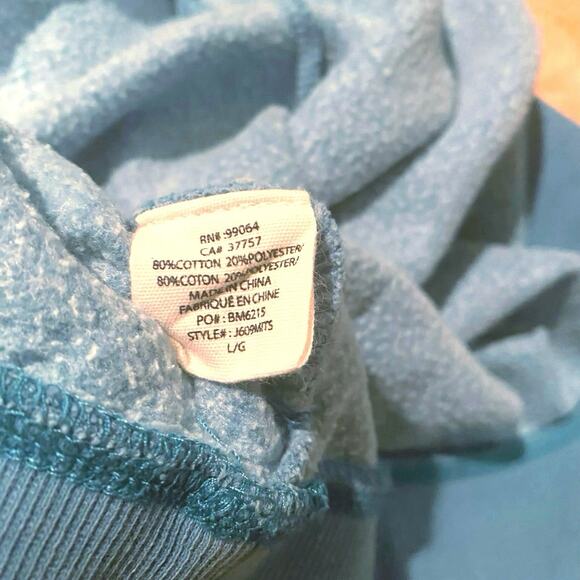 RN# :99064
CA# 37757
80%COTTON 20%POLYESTER/
80%COTON 20%POLYESTER/
MADE IN CHINA
FABRIQUÉ EN CHINE
PO# : BM6215
STYLE# : J609MITS
L/G